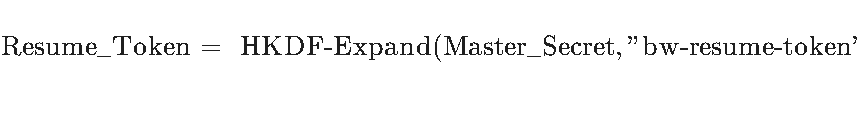 Resume_Token = HKDF-Expand(Master_Secret, "bw-resume-token'